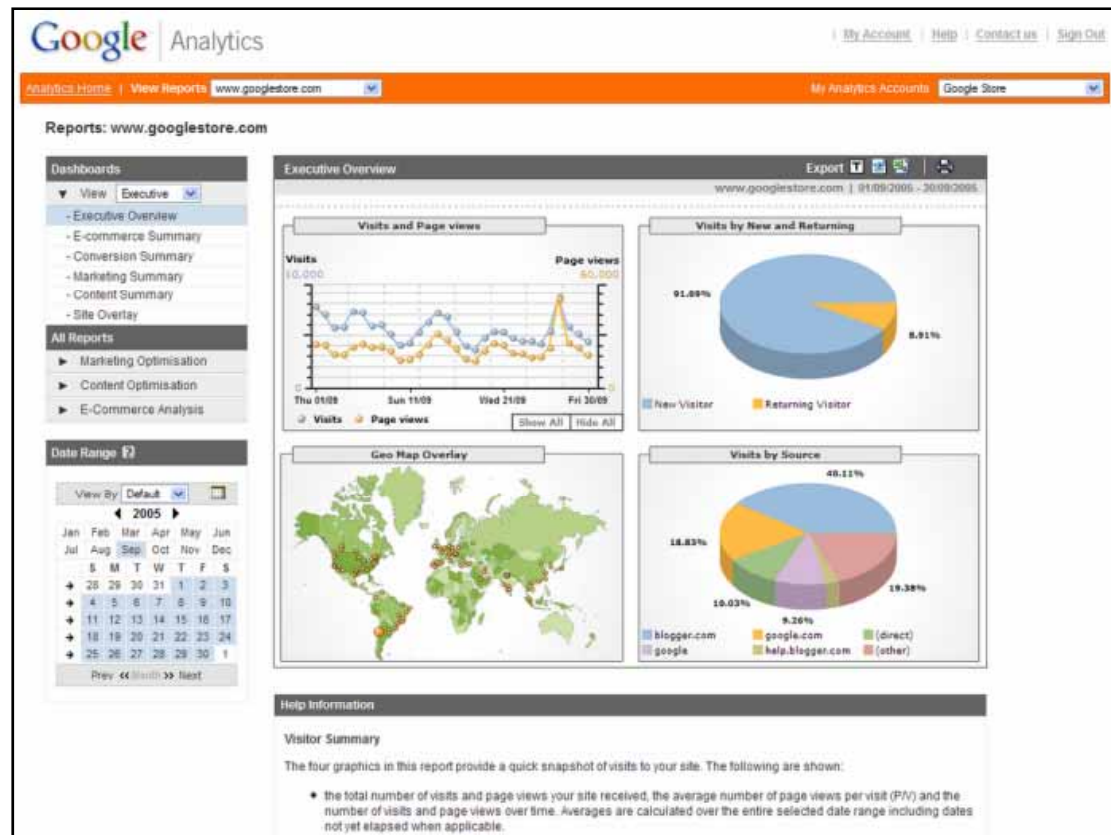 Google Analytics
My Account | Help | Contact us | Sign Out
Analytics Home | View Reports www.googlestore.com
My Analytics Accounts Google Store
Reports: www.googlestore.com
Dashboards
View Executive
- Executive Overview
- E-commerce Summary
- Conversion Summary
- Marketing Summary
- Content Summary
- Site Overlay
All Reports
Marketing Optimisation
Content Optimisation
E-Commerce Analysis
Date Range ?
View By Default
2005
Jan Feb Mar Apr May Jun
Jul Aug Sep Oct Nov Dec
S M T W T F S
28 29 30 31 1 2 3
4 5 6 7 8 9 10
11 12 13 14 15 16 17
18 19 20 21 22 23 24
25 26 27 28 29 30 1
Prev << Month >> Next
Executive Overview
Export T
www.googlestore.com | 01/09/2005 - 30/09/2005
Visits and Page views
Visits
Page views
10,000
60,000
0
0
Thu 01/09 Sun 11/09 Wed 21/09 Fri 30/09
Visits Page views
Show All Hide All
Visits by New and Returning
91.09%
8.91%
New Visitor Returning Visitor
Geo Map Overlay
Visits by Source
18.83%
10.03%
9.26%
19.38%
blogger.com google.com (direct)
google help.blogger.com (other)
Help Information
Visitor Summary
The four graphics in this report provide a quick snapshot of visits to your site. The following are shown:
the total number of visits and page views your site received, the average number of page views per visit (P/V) and the
number of visits and page views over time. Averages are calculated over the entire selected date range including dates
not yet elapsed when applicable.